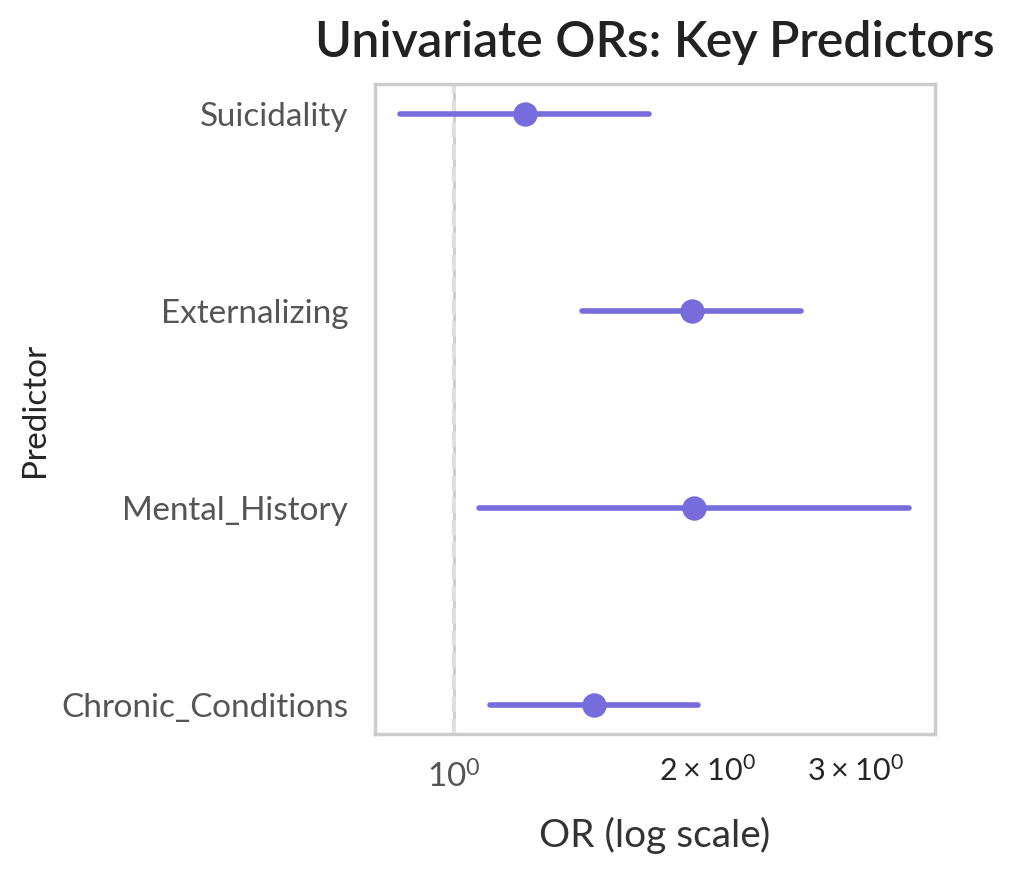 Univariate ORs: Key Predictors
Suicidality
Externalizing
Mental_History
Chronic_Conditions
Predictor
10⁰
2 × 10⁰
3 × 10⁰
OR (log scale)